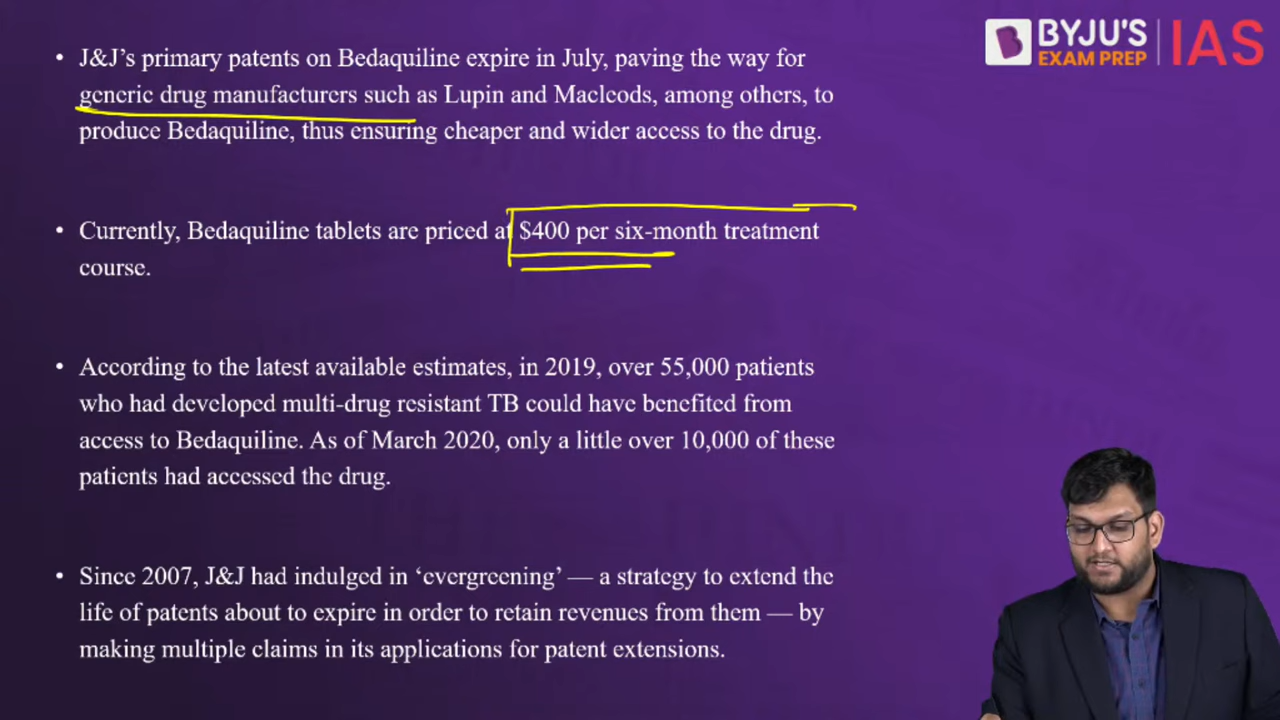 • J&J’s primary patents on Bedaquiline expire in July, paving the way for
generic drug manufacturers such as Lupin and Macleods, among others, to
produce Bedaquiline, thus ensuring cheaper and wider access to the drug.
• Currently, Bedaquiline tablets are priced at $400 per six-month treatment
course.
• According to the latest available estimates, in 2019, over 55,000 patients
who had developed multi-drug resistant TB could have benefited from
access to Bedaquiline. As of March 2020, only a little over 10,000 of these
patients had accessed the drug.
• Since 2007, J&J had indulged in ‘evergreening’ — a strategy to extend the
life of patents about to expire in order to retain revenues from them — by
making multiple claims in its applications for patent extensions.
BYJU'S
EXAM PREP
IAS